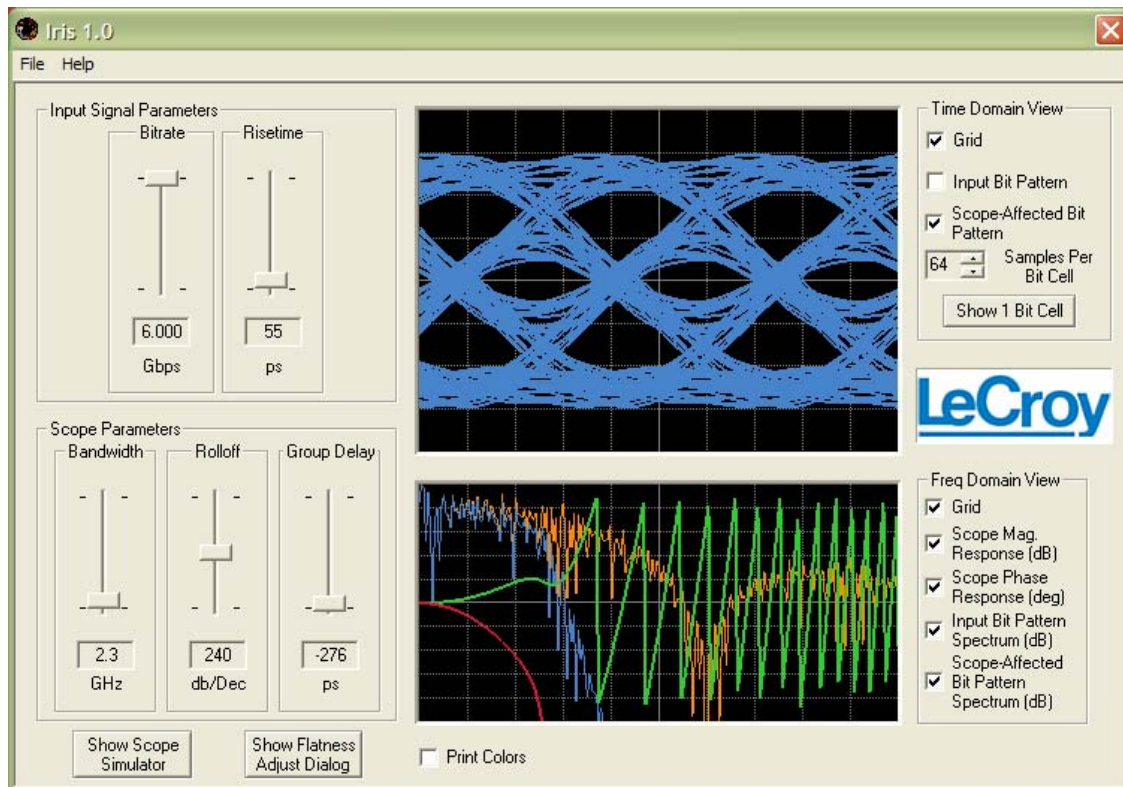 Iris 1.0
File Help
Input Signal Parameters
Bitrate
Risetime
6.000
55
Gbps
ps
Scope Parameters
Bandwidth
Rolloff
Group Delay
2.3
240
-276
GHz
db/Dec
ps
Show Scope
Simulator
Show Flatness
Adjust Dialog
Print Colors
Time Domain View
Grid
Input Bit Pattern
Scope-Affected Bit
Pattern
64
Samples Per
Bit Cell
Show 1 Bit Cell
LeCroy
Freq Domain View
Grid
Scope Mag.
Response (dB)
Scope Phase
Response (deg)
Input Bit Pattern
Spectrum (dB)
Scope-Affected
Bit Pattern
Spectrum (dB)